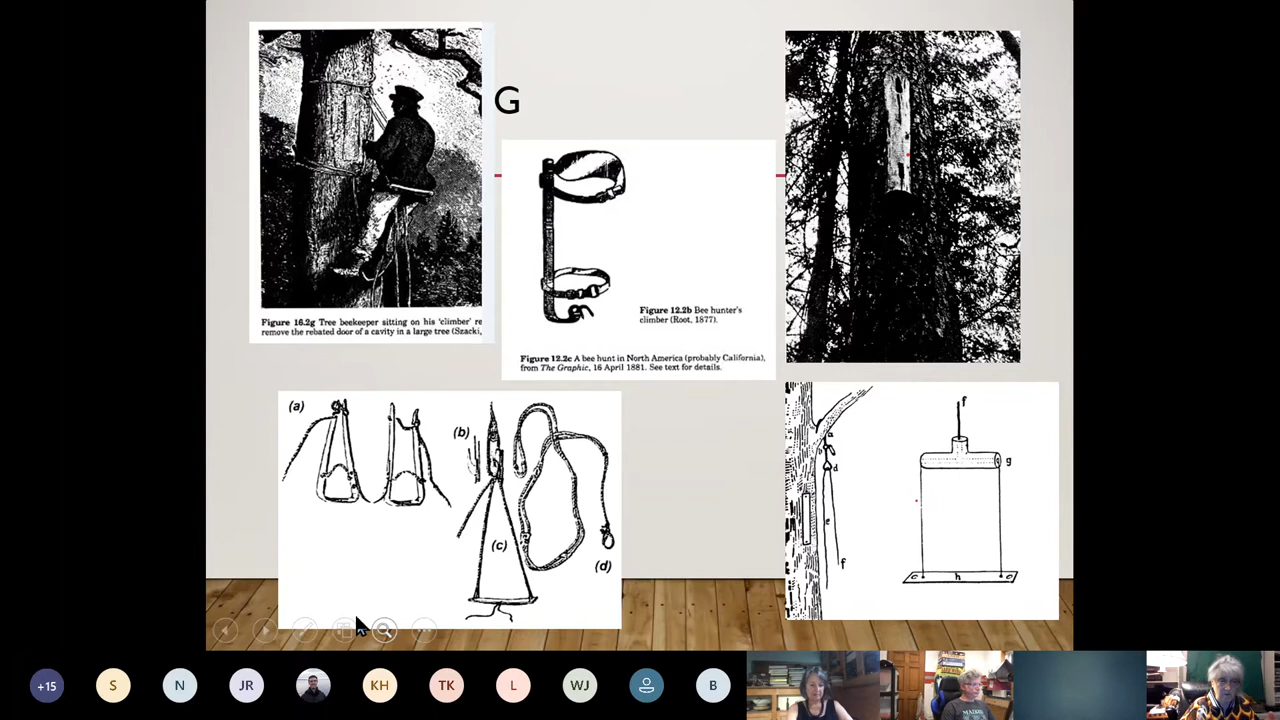 G
Figure 16.2g Tree beekeeper sitting on his 'climber' re
remove the rebated door of a cavity in a large tree (Szacki,
Figure 12.2b Bee hunter's
climber (Root, 1877).
Figure 12.2c A bee hunt in North America (probably California),
from The Graphic, 16 April 1881. See text for details.
(a)
(b)
(c)
(d)
a
b
d
e
f
f
g
c
h
c
+15
S
N
JR
KH
TK
L
WJ
B